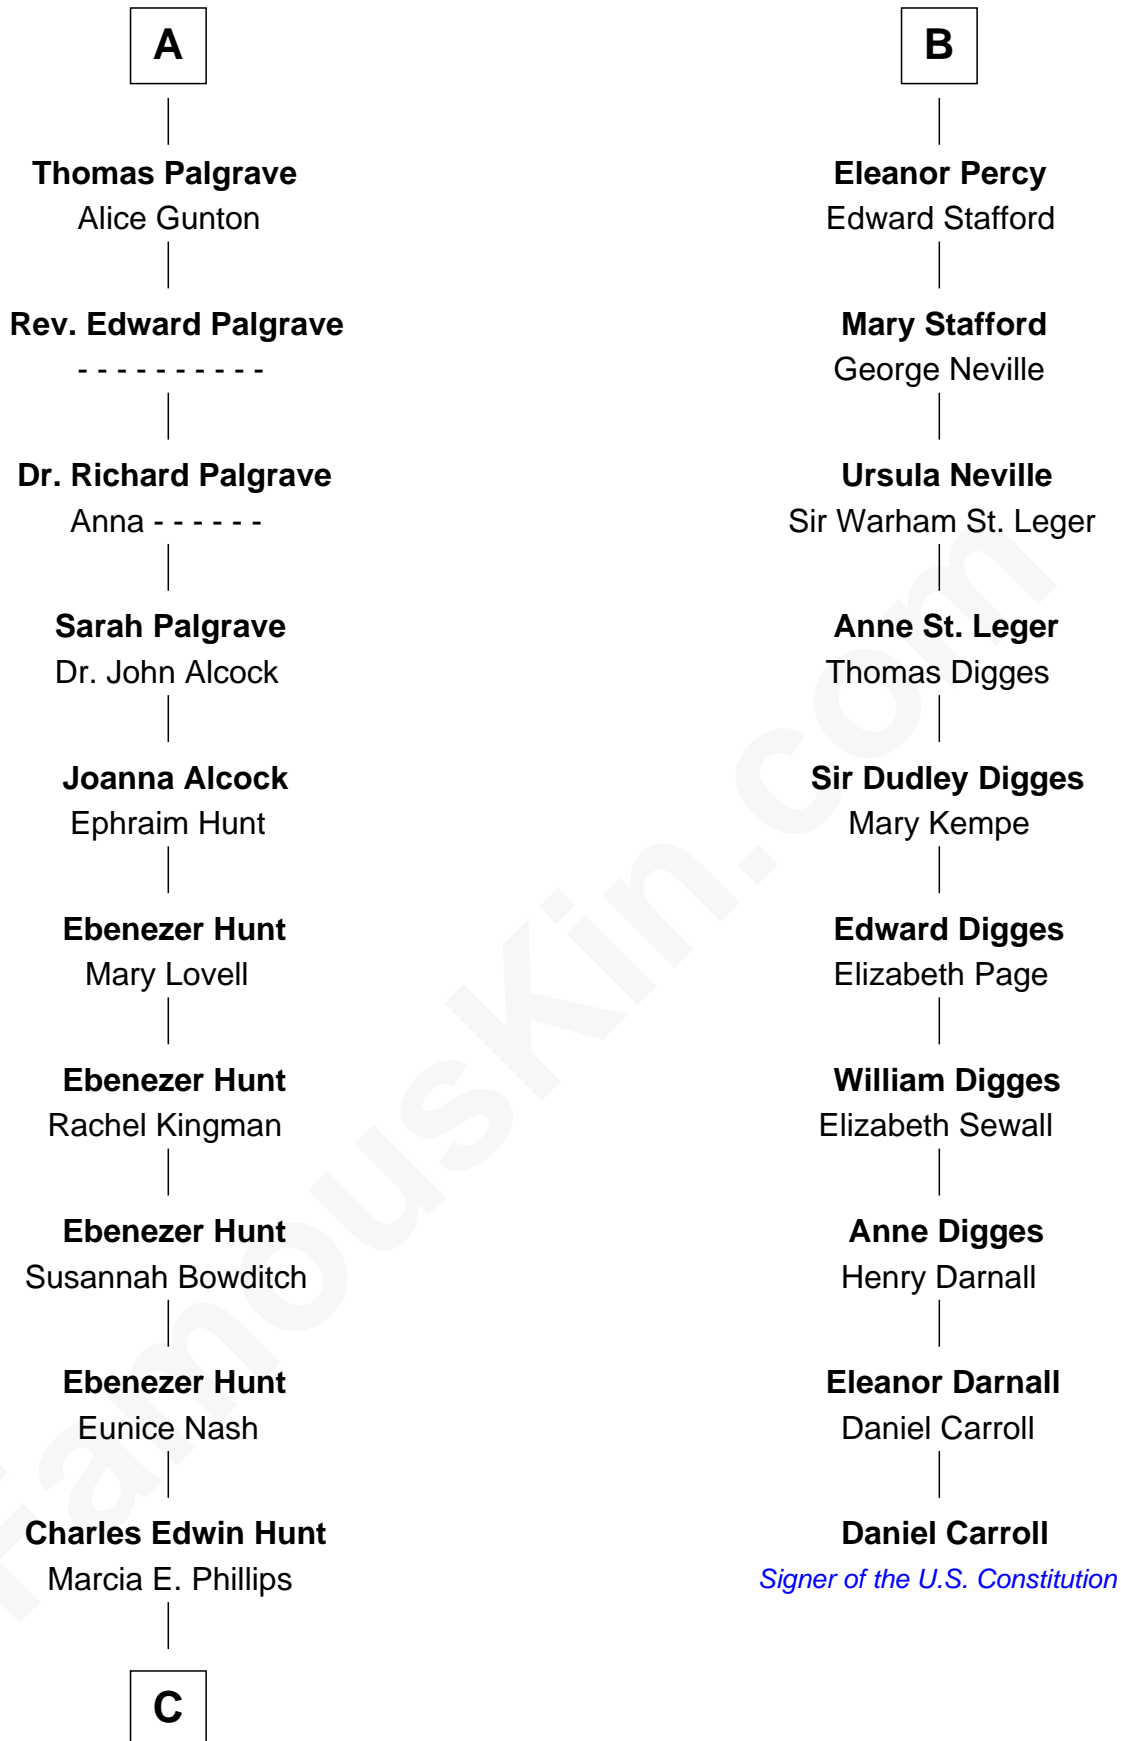 A
Thomas Palgrave
Alice Gunton
Rev. Edward Palgrave
- - - - - - - - - -
Dr. Richard Palgrave
Anna - - - - - -
Sarah Palgrave
Dr. John Alcock
Joanna Alcock
Ephraim Hunt
Ebenezer Hunt
Mary Lovell
Ebenezer Hunt
Rachel Kingman
Ebenezer Hunt
Susannah Bowditch
Ebenezer Hunt
Eunice Nash
Charles Edwin Hunt
Marcia E. Phillips
C
B
Eleanor Percy
Edward Stafford
Mary Stafford
George Neville
Ursula Neville
Sir Warham St. Leger
Anne St. Leger
Thomas Digges
Sir Dudley Digges
Mary Kempe
Edward Digges
Elizabeth Page
William Digges
Elizabeth Sewall
Anne Digges
Henry Darnall
Eleanor Darnall
Daniel Carroll
Daniel Carroll
Signer of the U.S. Constitution
FamousKin.com